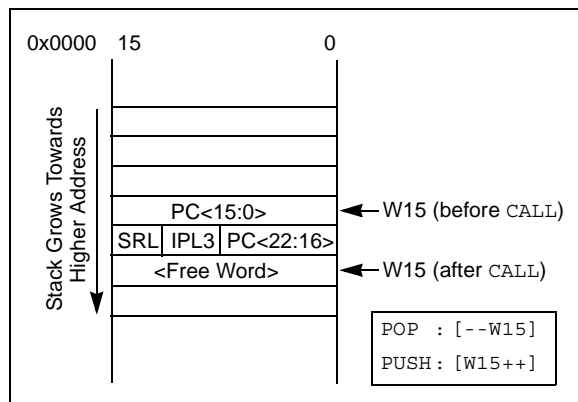 0x0000 15 0
Stack Grows Towards
Higher Address
PC<15:0>
W15 (before CALL)
SRL IPL3 PC<22:16>
<Free Word>
W15 (after CALL)
POP : [--W15]
PUSH : [W15++]